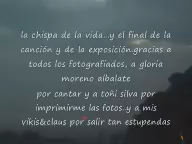 la chispa de la vida..y el final de la
canción y de la exposición.gracias a
todos los fotografiados, a gloria
moreno albalate
por cantar y a toñi silva por
imprimirme las fotos.y a mis
vikis&claus por salir tan estupendas